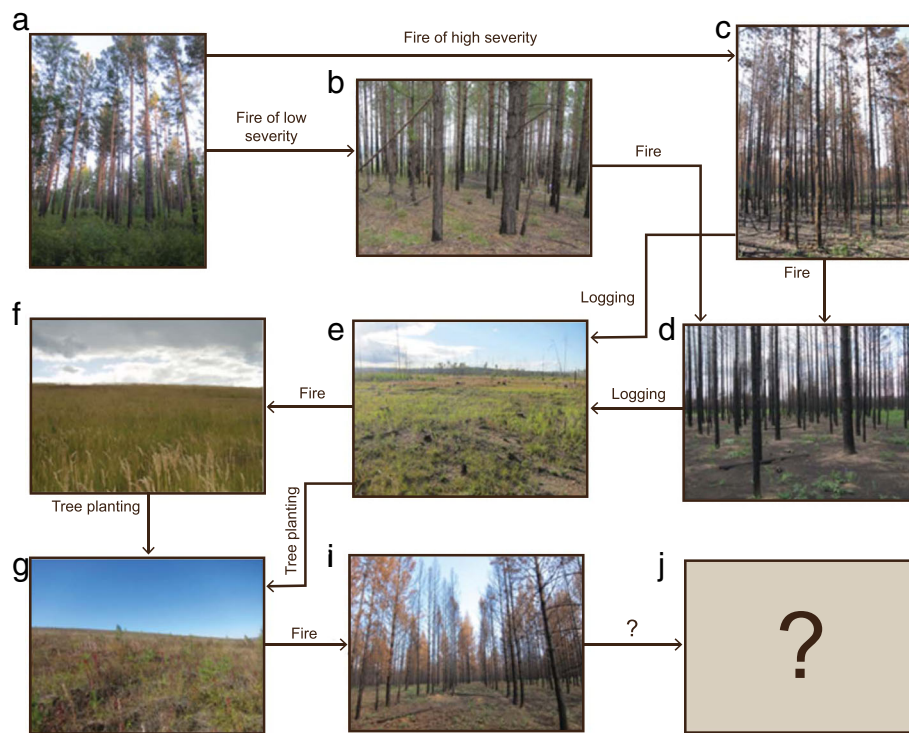 a
Fire of high severity
c
b
Fire of low
severity
Fire
Fire
Logging
f
e
d
Fire
Logging
Tree planting
Tree planting
g
i
j
Fire
?
?